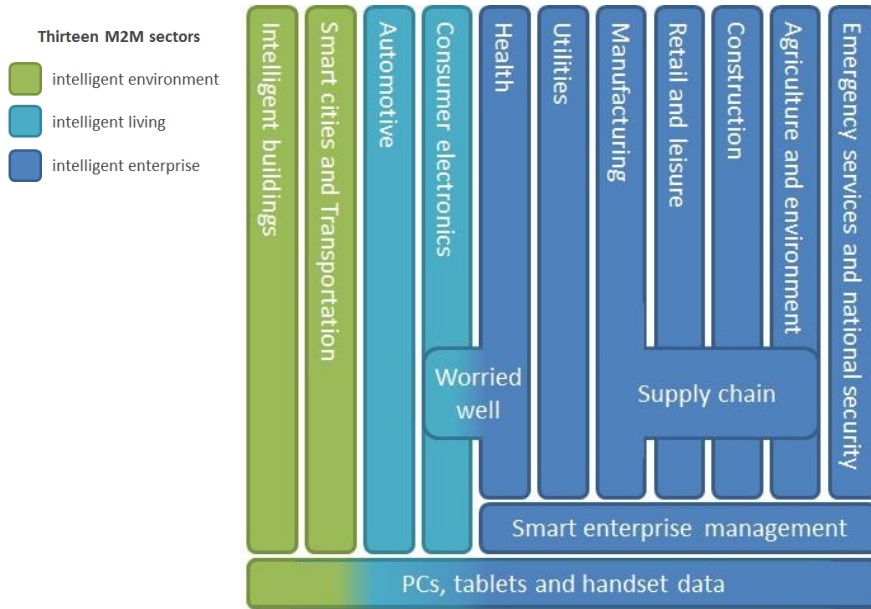 Thirteen M2M sectors
intelligent environment
intelligent living
intelligent enterprise
Intelligent buildings
Smart cities and Transportation
Automotive
Consumer electronics
Health
Utilities
Manufacturing
Retail and leisure
Construction
Agriculture and environment
Emergency services and national security
Worried
well
Supply chain
Smart enterprise management
PCs, tablets and handset data